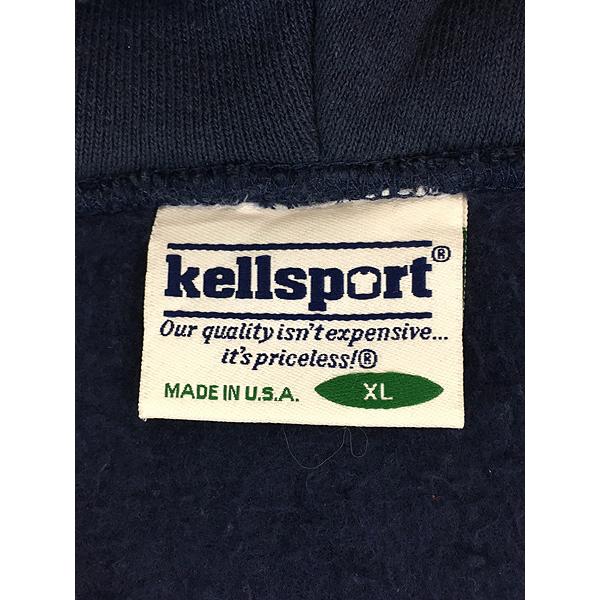 kellsport®
Our quality isn't expensive...
it's priceless!®
MADE IN U.S.A. XL